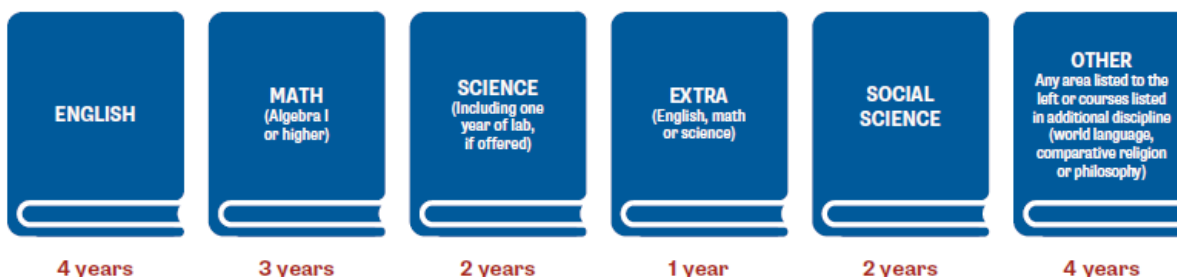 ENGLISH
4 years
MATH
(Algebra I
or higher)
3 years
SCIENCE
(Including one
year of lab,
if offered)
2 years
EXTRA
(English, math
or science)
1 year
SOCIAL
SCIENCE
2 years
OTHER
Any area listed to the
left or courses listed
in additional discipline
(world language,
comparative religion
or philosophy)
4 years